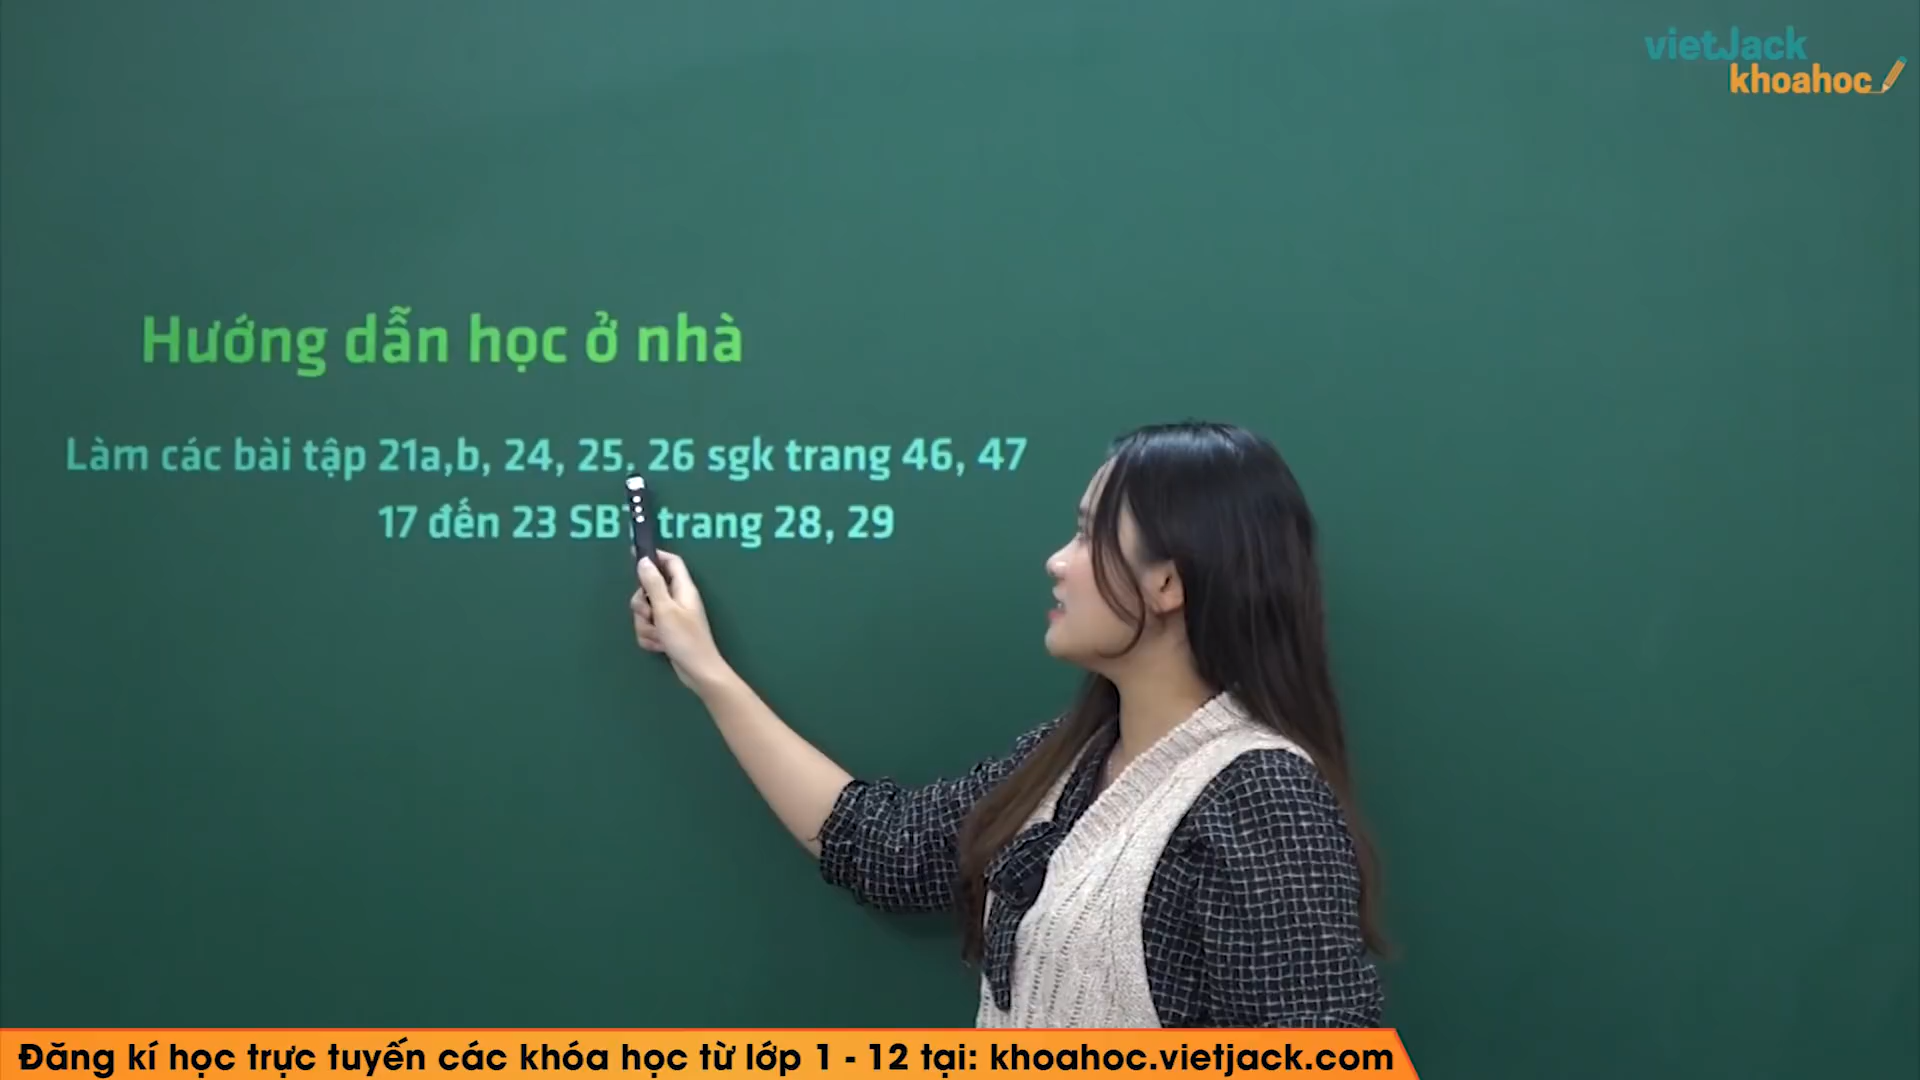 vietJack
khoahoc
Hướng dẫn học ở nhà
Làm các bài tập 21a,b, 24, 25, 26 sgk trang 46, 47
17 đến 23 SBT trang 28, 29
Đăng kí học trực tuyến các khóa học từ lớp 1 - 12 tại: khoahoc.vietjack.com